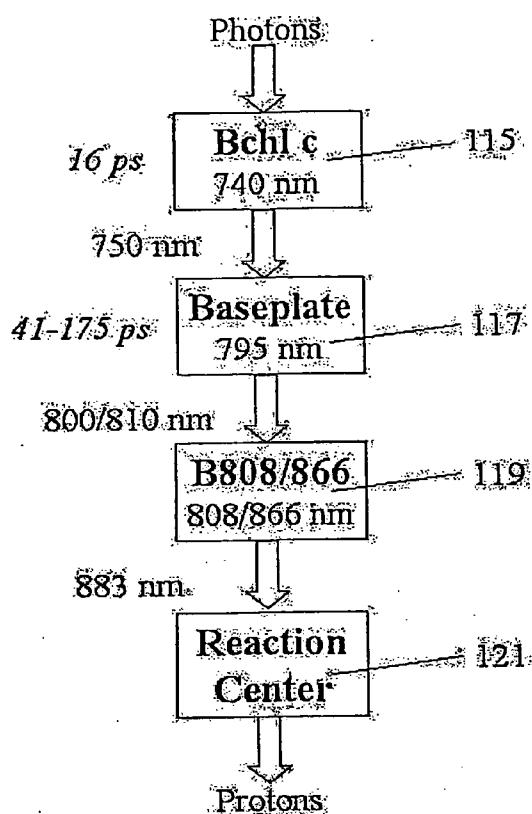 Photons
Bchl c
115
16 ps
740 nm
750 nm
Baseplate
117
41-175 ps
795 nm
800/810 nm
B808/866
119
808/866 nm
883 nm
Reaction
121
Center
Protons